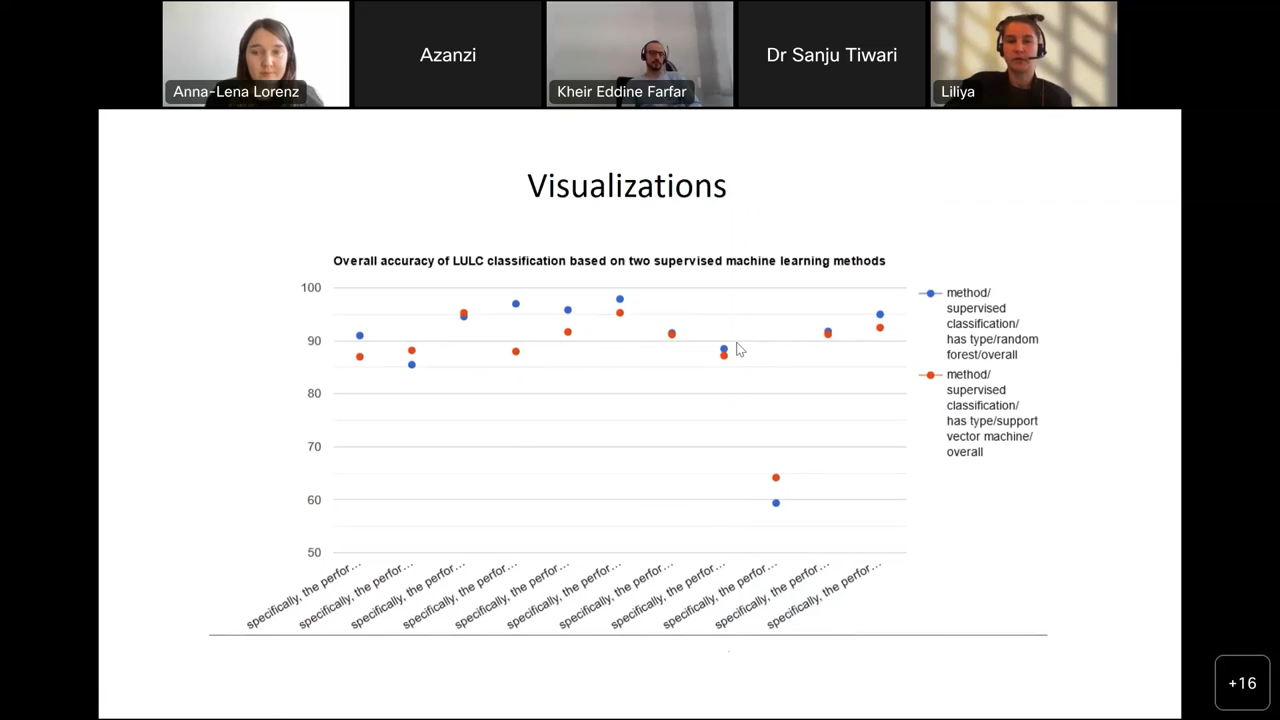 Anna-Lena Lorenz
Azanzi
Kheir Eddine Farfar
Dr Sanju Tiwari
Liliya
Visualizations
Overall accuracy of LULC classification based on two supervised machine learning methods
100
90
80
70
60
50
method/
supervised
classification/
has type/random
forest/overall
method/
supervised
classification/
has type/support
vector machine/
overall
specifically, the perfor...
specifically, the perfor...
specifically, the perfor...
specifically, the perfor...
specifically, the perfor...
specifically, the perfor...
specifically, the perfor...
specifically, the perfor...
specifically, the perfor...
specifically, the perfor...
specifically, the perfor...
+16